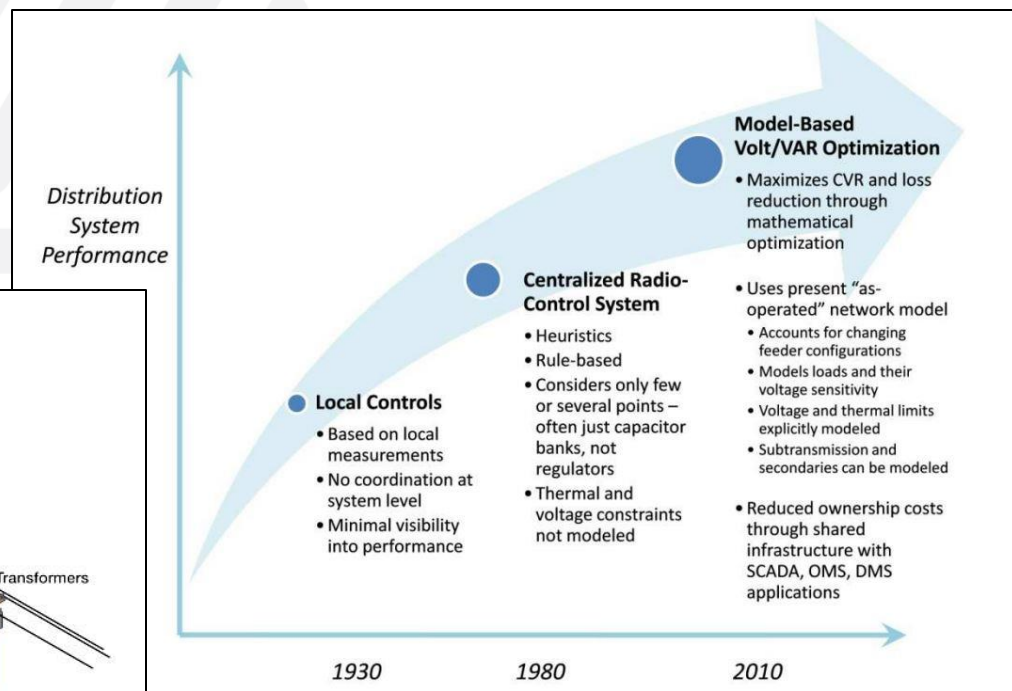 Distribution
System
Performance
Local Controls
• Based on local
measurements
• No coordination at
system level
• Minimal visibility
into performance
Centralized Radio-
Control System
• Heuristics
• Rule-based
• Considers only few
or several points –
often just capacitor
banks, not
regulators
• Thermal and
voltage constraints
not modeled
Model-Based
Volt/VAR Optimization
• Maximizes CVR and loss
reduction through
mathematical
optimization
• Uses present “as-
operated” network model
• Accounts for changing
feeder configurations
• Models loads and their
voltage sensitivity
• Voltage and thermal limits
explicitly modeled
• Subtransmission and
secondaries can be modeled
• Reduced ownership costs
through shared
infrastructure with
SCADA, OMS, DMS
applications
Transformers
1930 1980 2010